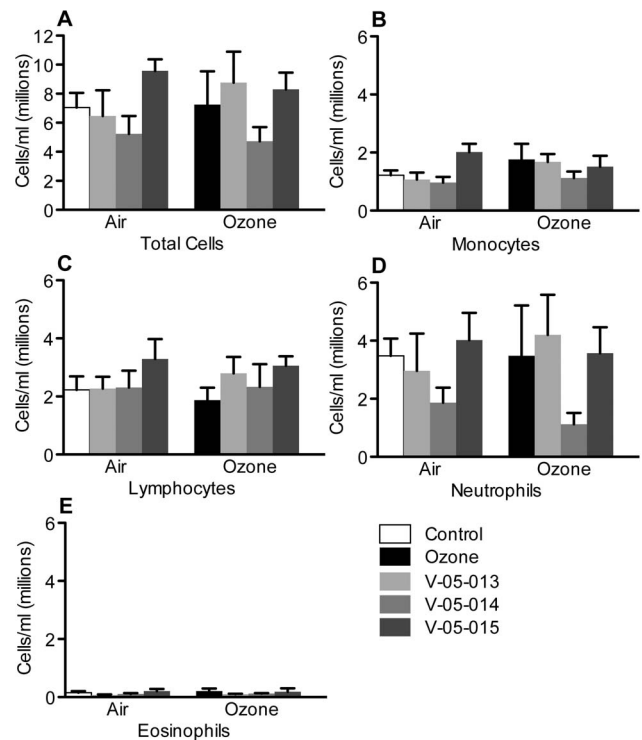 A
Cells/ml (millions)
12
10
8
6
4
2
0
Air
Ozone
Total Cells
B
Cells/ml (millions)
6
4
2
0
Air
Ozone
Monocytes
C
Cells/ml (millions)
6
4
2
0
Air
Ozone
Lymphocytes
D
Cells/ml (millions)
6
4
2
0
Air
Ozone
Neutrophils
E
Cells/ml (millions)
6
4
2
0
Air
Ozone
Eosinophils
Control
Ozone
V-05-013
V-05-014
V-05-015